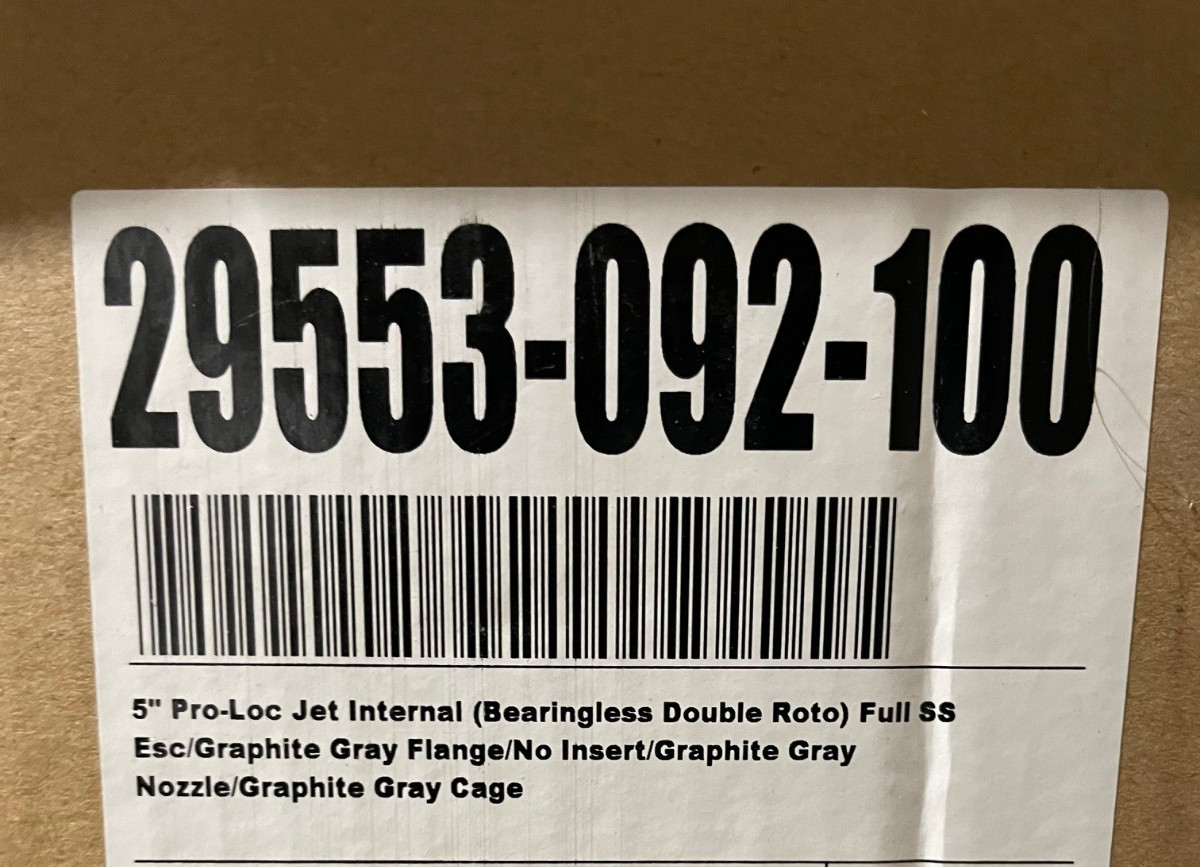 29553-092-100
5" Pro-Loc Jet Internal (Bearingless Double Roto) Full SS
Esc/Graphite Gray Flange/No Insert/Graphite Gray
Nozzle/Graphite Gray Cage